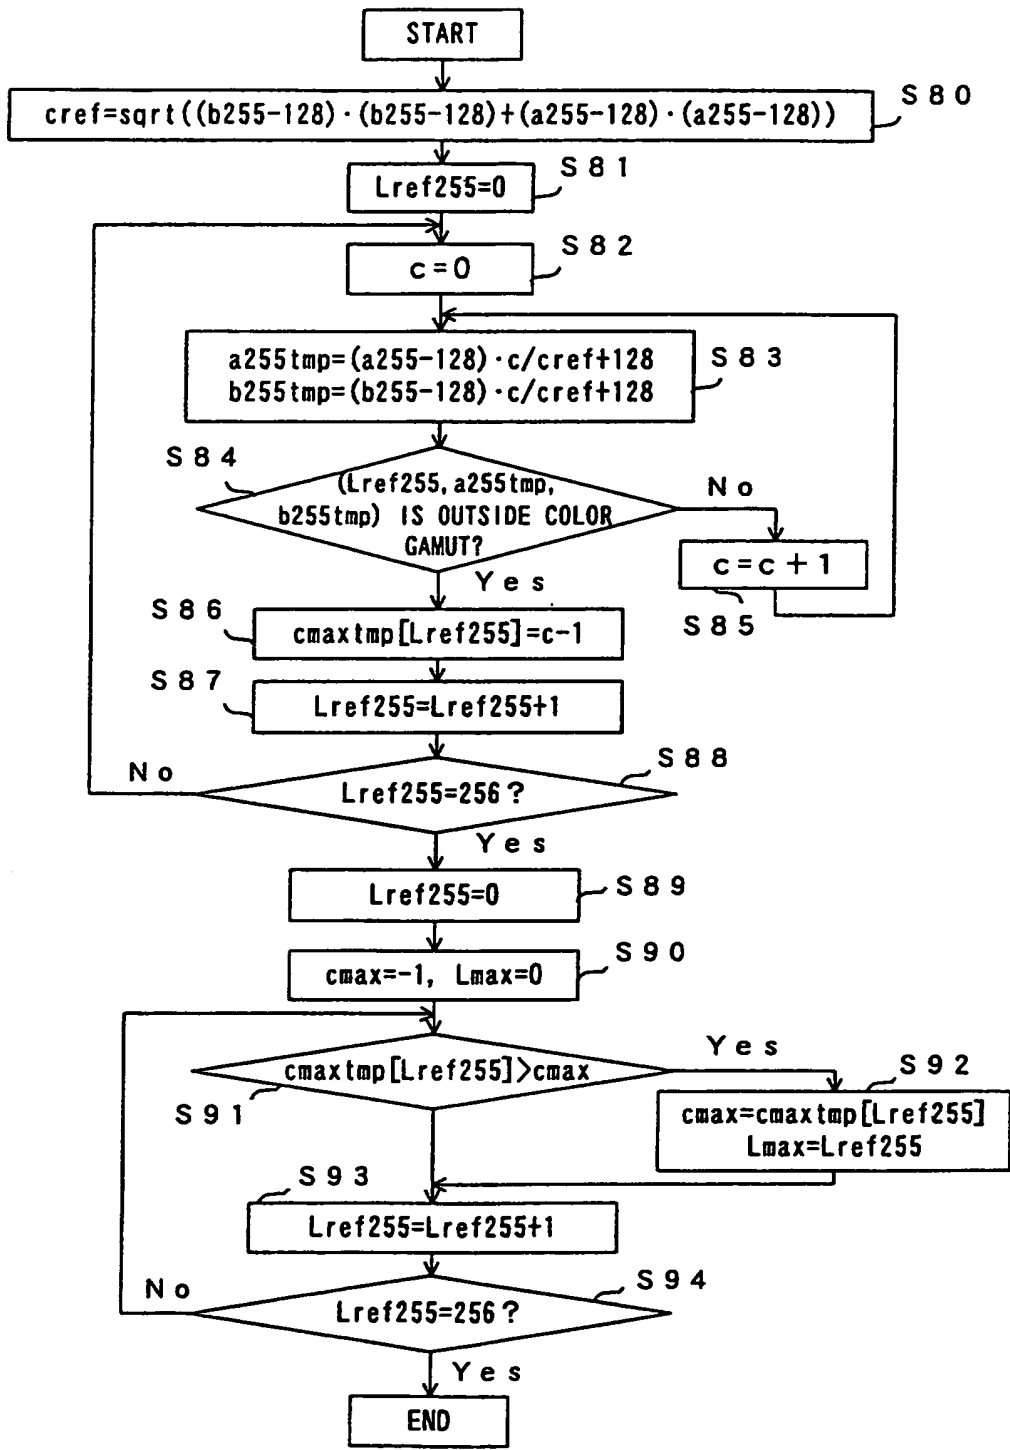 START
S80
cref=sqrt((b255-128)·(b255-128)+(a255-128)·(a255-128))
S81
Lref255=0
S82
c=0
S83
a255tmp=(a255-128)·c/cref+128
b255tmp=(b255-128)·c/cref+128
S84
(Lref255,a255tmp,
b255tmp) IS OUTSIDE COLOR
GAMUT?
No
c=c+1
S85
Yes
S86
cmaxtmp[Lref255]=c-1
S87
Lref255=Lref255+1
S88
No
Lref255=256?
Yes
S89
Lref255=0
S90
cmax=-1, Lmax=0
Yes
cmaxtmp[Lref255]>cmax
S91
S92
cmax=cmaxtmp[Lref255]
Lmax=Lref255
S93
Lref255=Lref255+1
S94
No
Lref255=256?
Yes
END